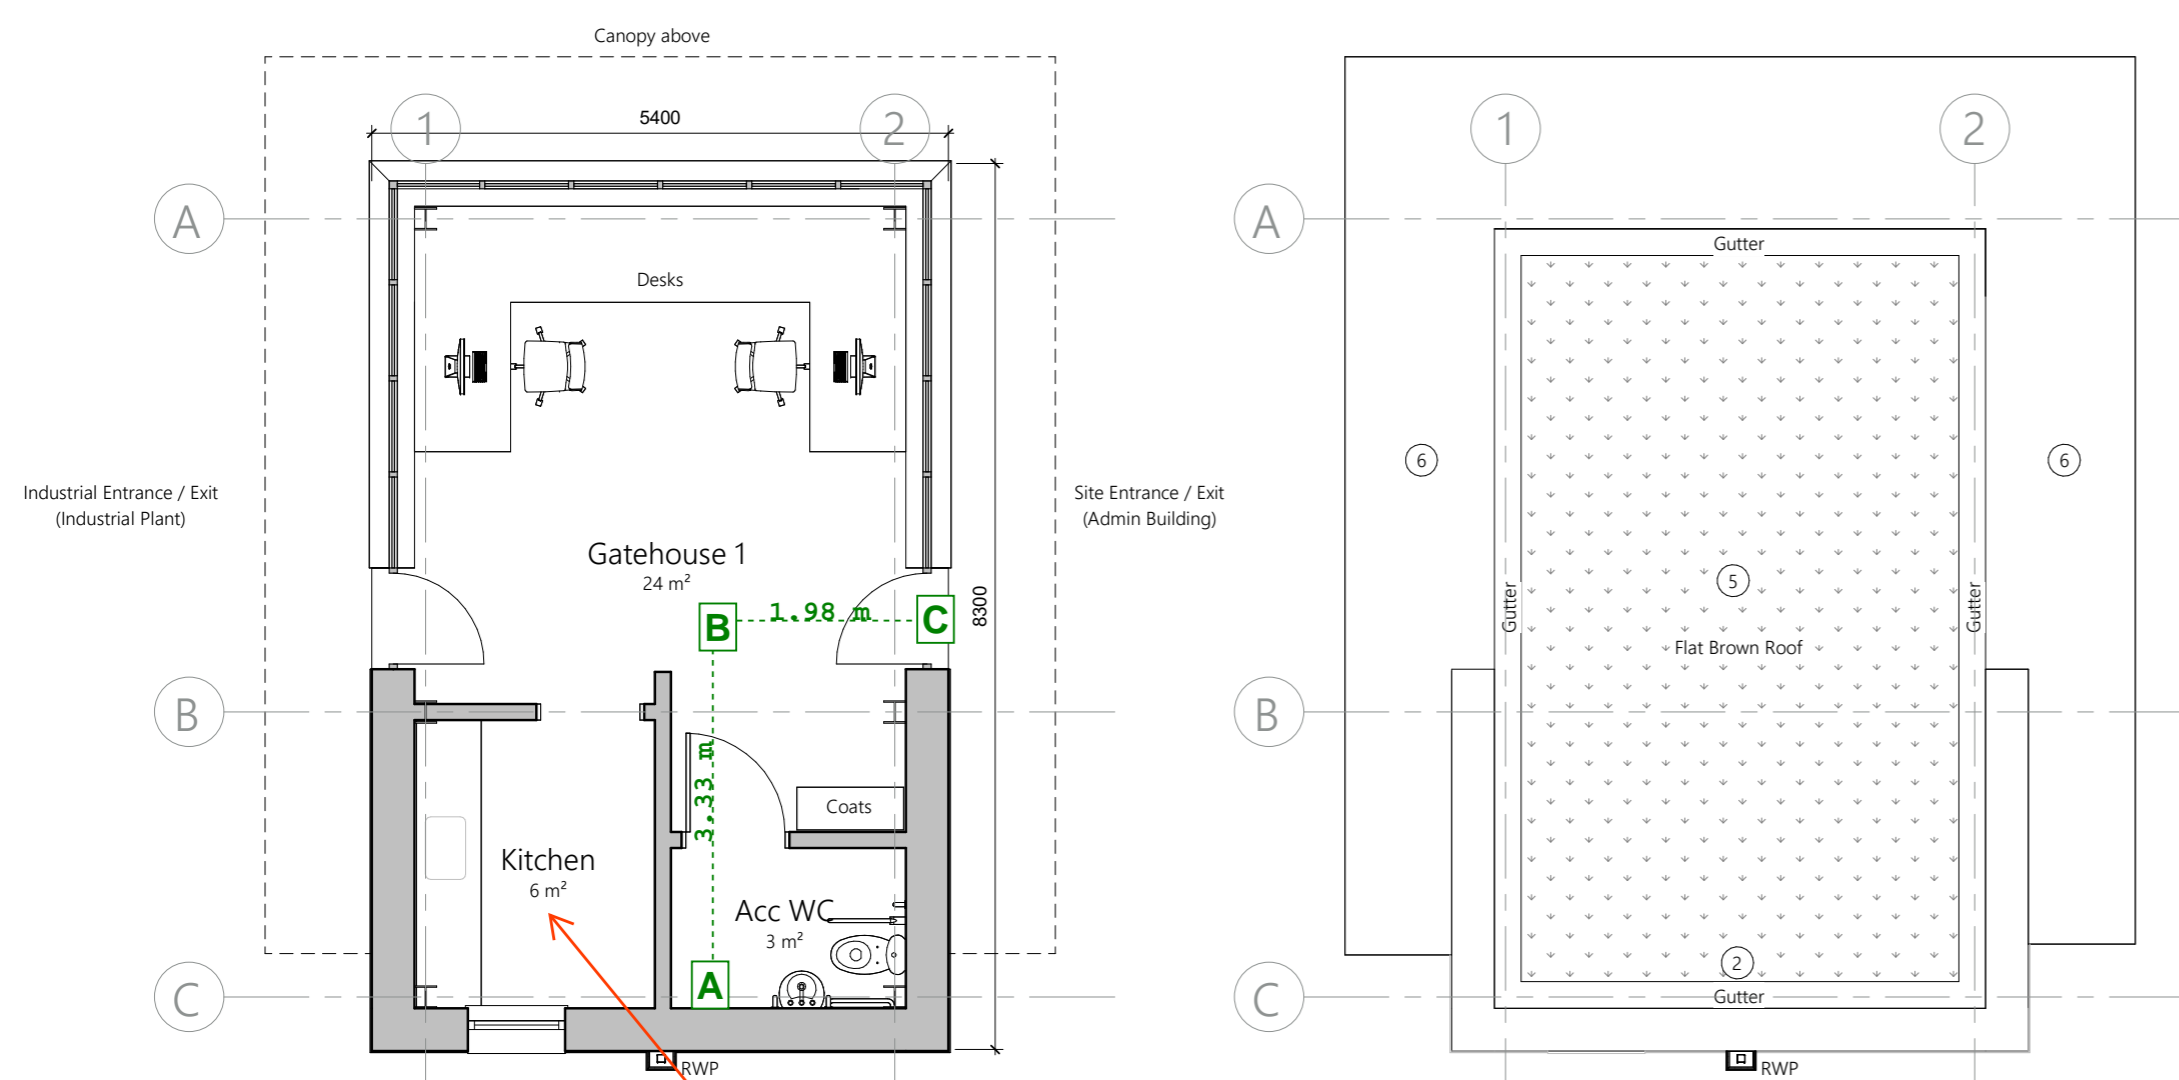 Canopy above
5400
1
2
1
2
A
A
Gutter
Desks
6
6
Industrial Entrance / Exit
(Industrial Plant)
Site Entrance / Exit
(Admin Building)
Gatehouse 1
24 m²
5
B
1.98 m
C
8300
Gutter
Gutter
Flat Brown Roof
B
B
3.33 m
Coats
Kitchen
6 m²
Acc WC
3 m²
2
A
C
C
Gutter
RWP
RWP